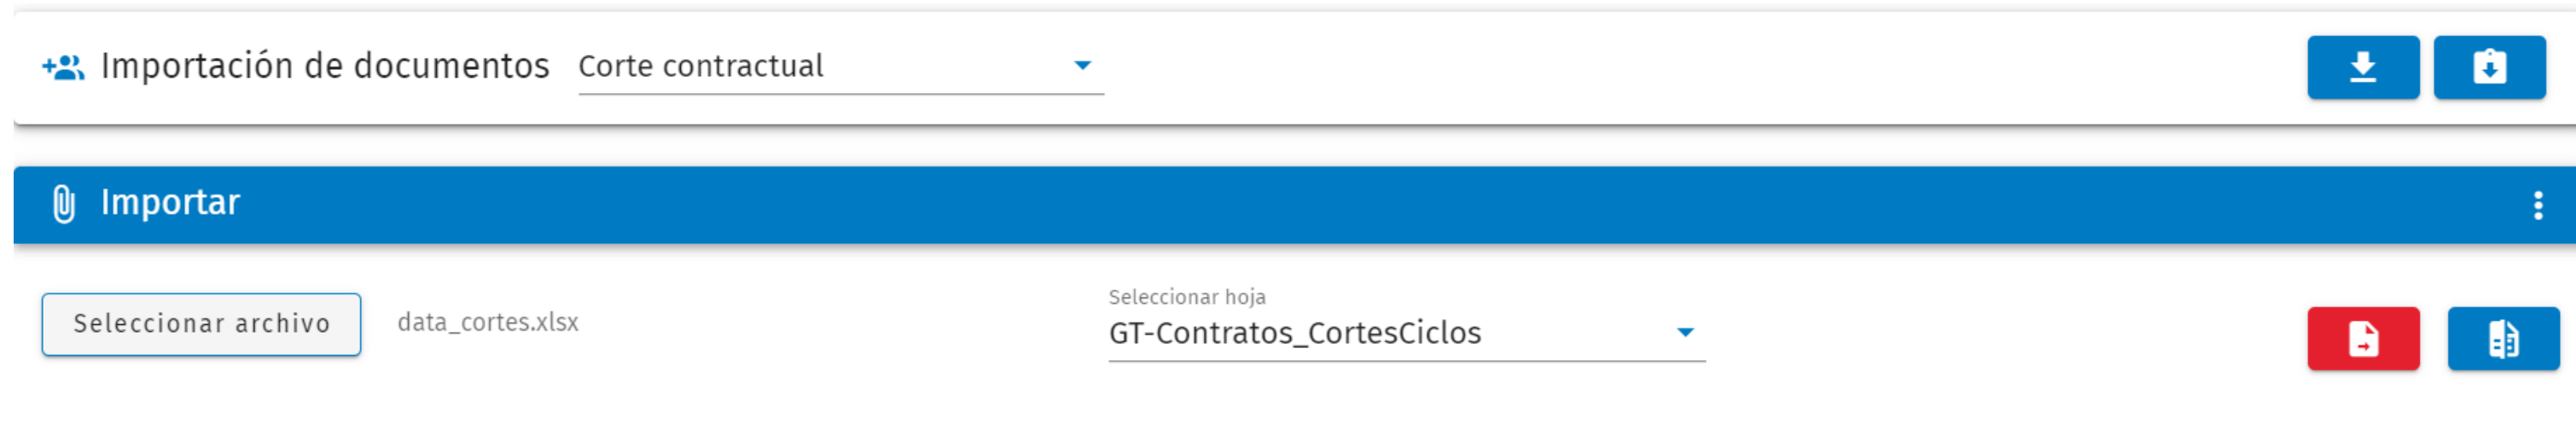 Importación de documentos Corte contractual
Importar
Seleccionar archivo data_cortes.xlsx
Seleccionar hoja
GT-Contratos_CortesCiclos